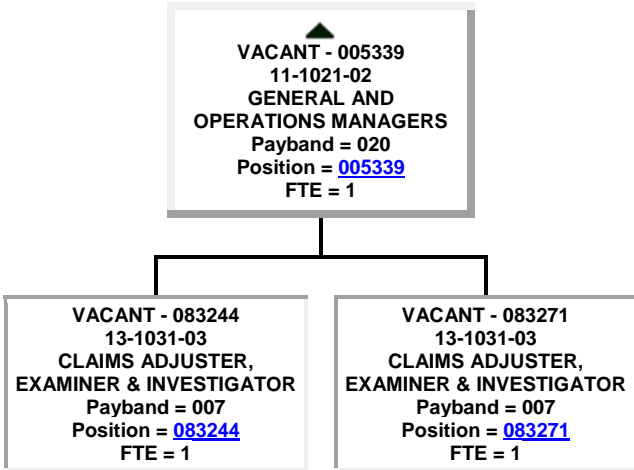 VACANT - 005339
11-1021-02
GENERAL AND
OPERATIONS MANAGERS
Payband = 020
Position = 005339
FTE = 1
VACANT - 083244
13-1031-03
CLAIMS ADJUSTER,
EXAMINER & INVESTIGATOR
Payband = 007
Position = 083244
FTE = 1
VACANT - 083271
13-1031-03
CLAIMS ADJUSTER,
EXAMINER & INVESTIGATOR
Payband = 007
Position = 083271
FTE = 1